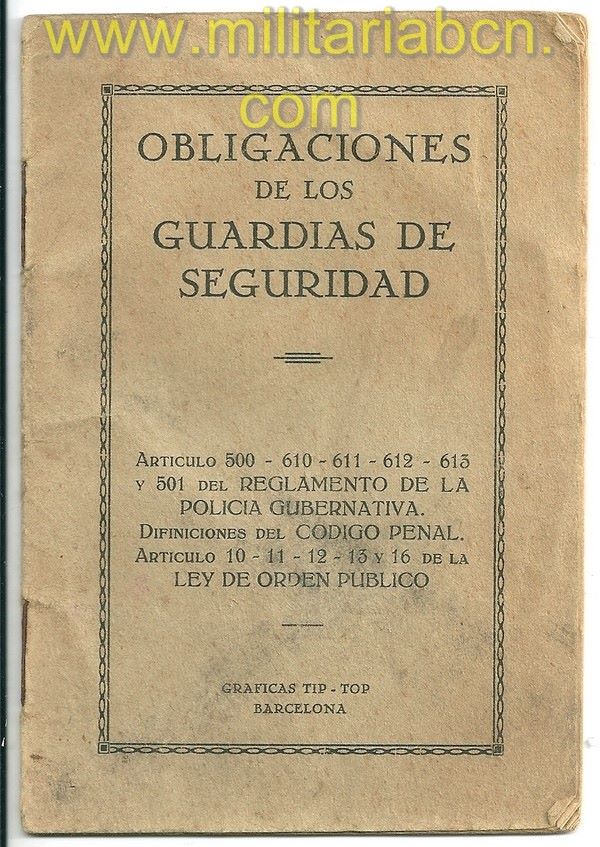 www.militariabcn.
com
OBLIGACIONES
DE LOS
GUARDIAS DE
SEGURIDAD
ARTICULO 500 - 610 - 611 - 612 - 613
Y 501 DEL REGLAMENTO DE LA
POLICIA GUBERNATIVA.
DIFINICIONES DEL CODIGO PENAL.
ARTICULO 10 - 11 - 12 - 13 Y 16 DE LA
LEY DE ORDEN PUBLICO
GRAFICAS TIP - TOP
BARCELONA